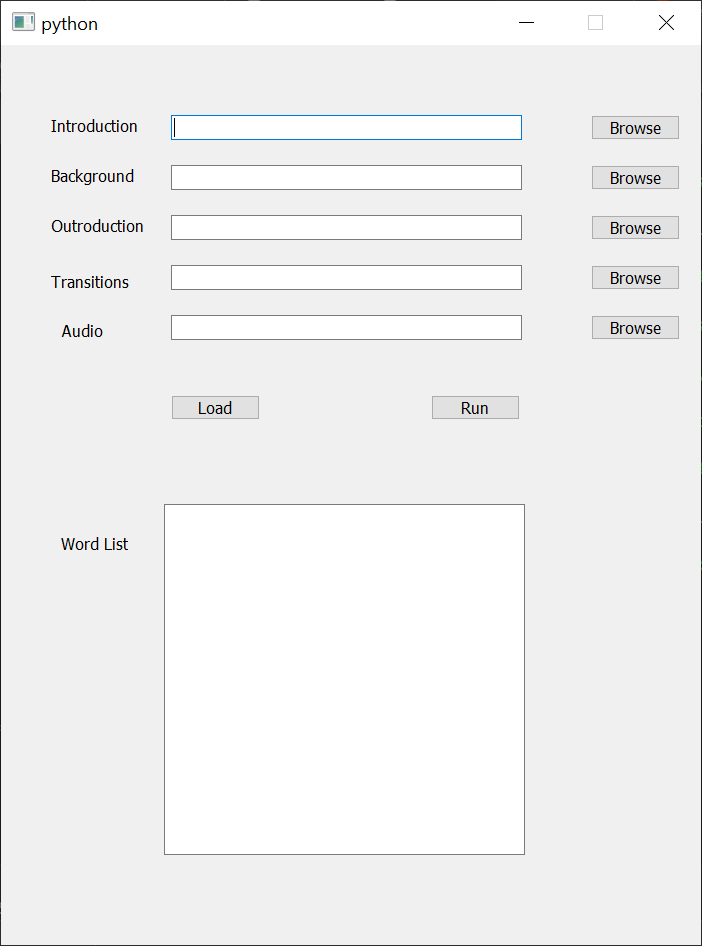 python
Introduction
Browse
Background
Browse
Outroduction
Browse
Transitions
Browse
Audio
Browse
Load
Run
Word List